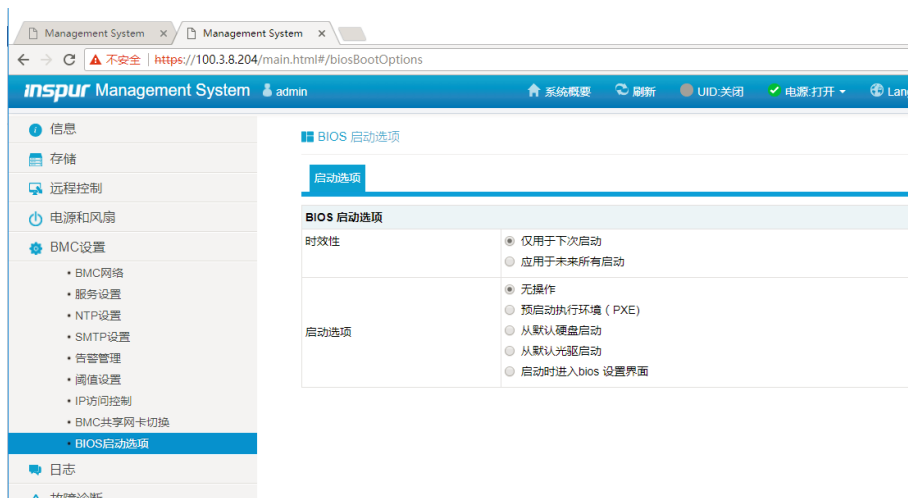 Management System ×
Management System ×
不安全 | https://100.3.8.204/main.html#/biosBootOptions
inspur Management System admin 系统概要 刷新 UID:关闭 电源:打开 Lan
信息
存储
远程控制
电源和风扇
BMC设置
• BMC网络
• 服务设置
• NTP设置
• SMTP设置
• 告警管理
• 阈值设置
• IP访问控制
• BMC共享网卡切换
• BIOS启动选项
日志
故障诊断
BIOS 启动选项
启动选项
BIOS 启动选项
时效性
仅用于下次启动
应用于未来所有启动
启动选项
无操作
预启动执行环境（PXE）
从默认硬盘启动
从默认光驱启动
启动时进入bios 设置界面